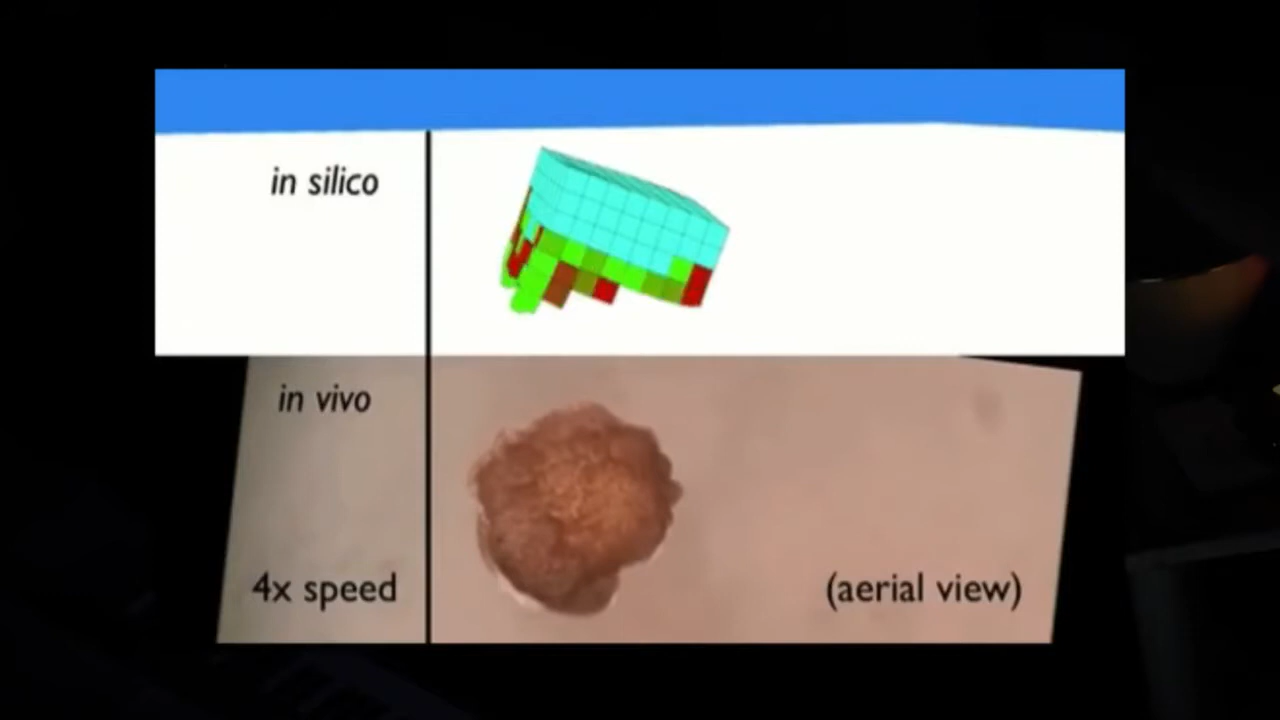 in silico
in vivo
4x speed
(aerial view)